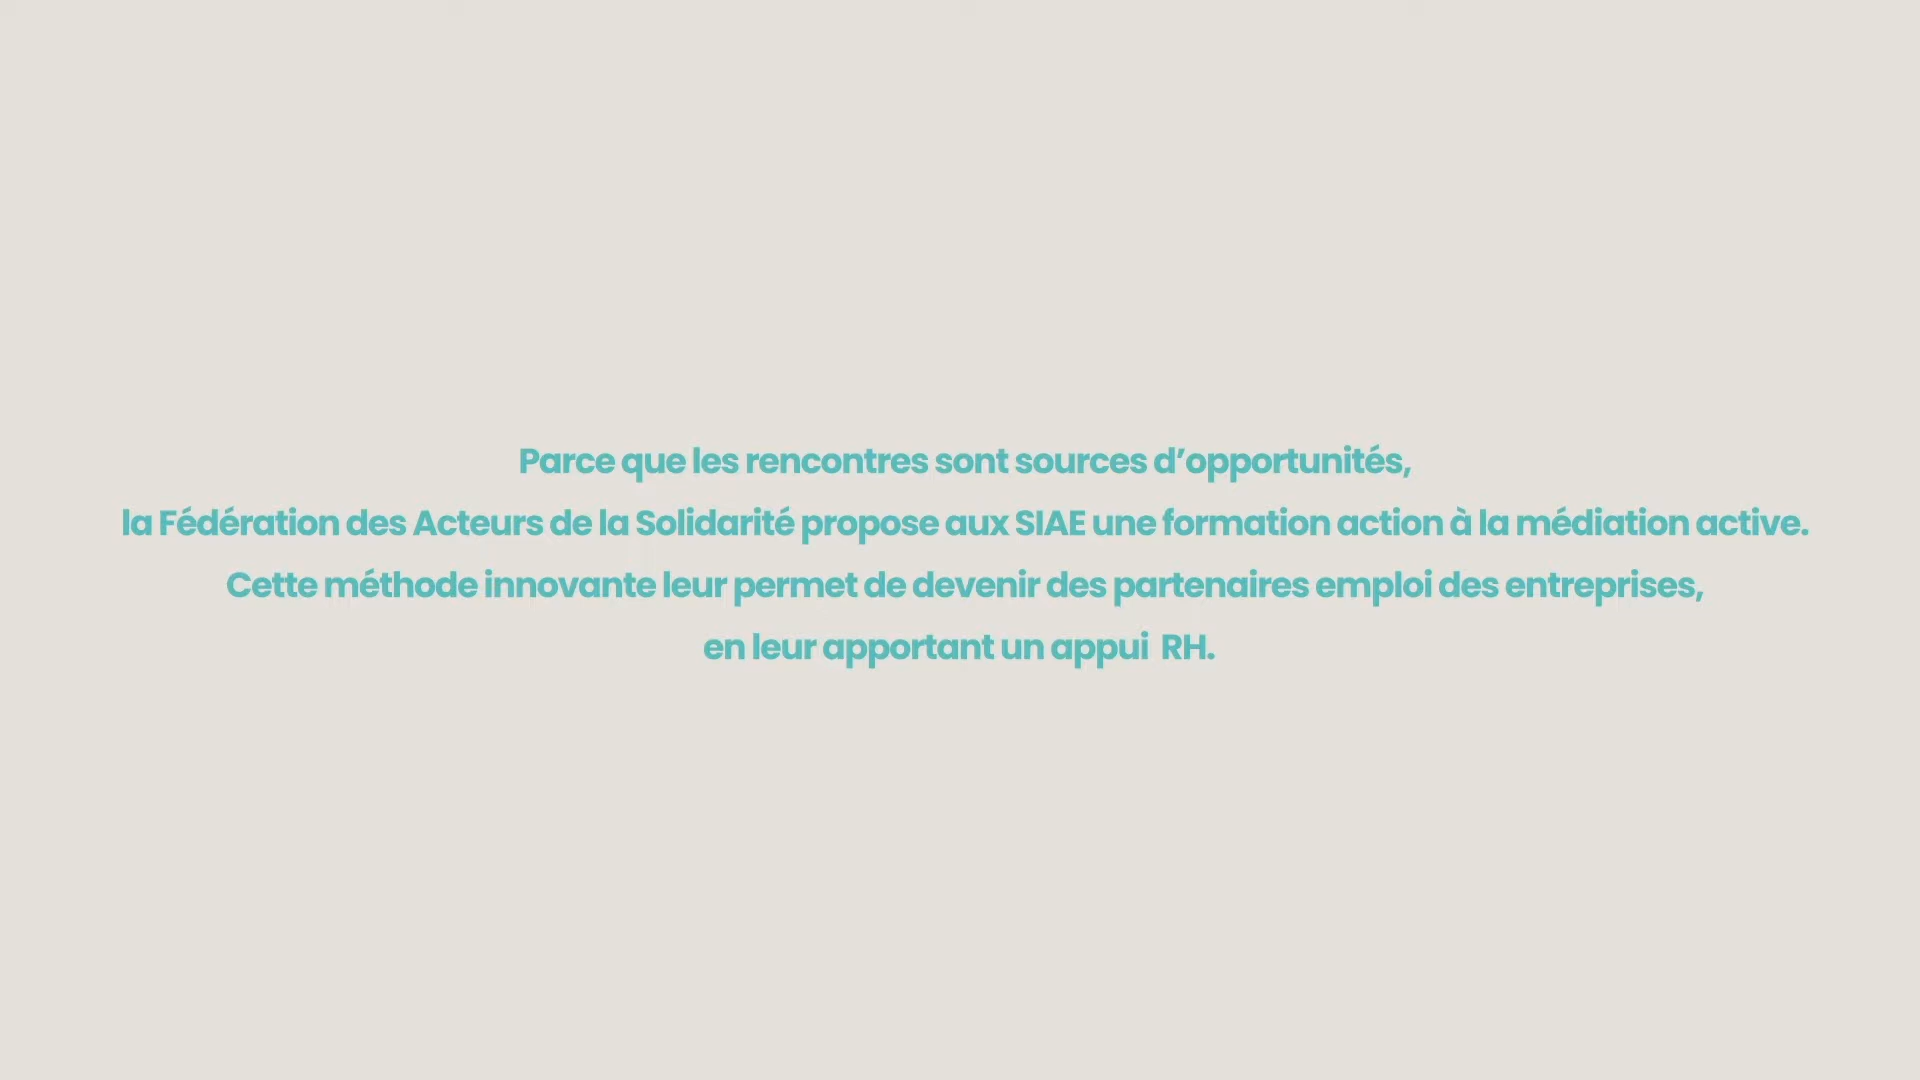 Parce que les rencontres sont sources d’opportunités,
la Fédération des Acteurs de la Solidarité propose aux SIAE une formation action à la médiation active.
Cette méthode innovante leur permet de devenir des partenaires emploi des entreprises,
en leur apportant un appui  RH.